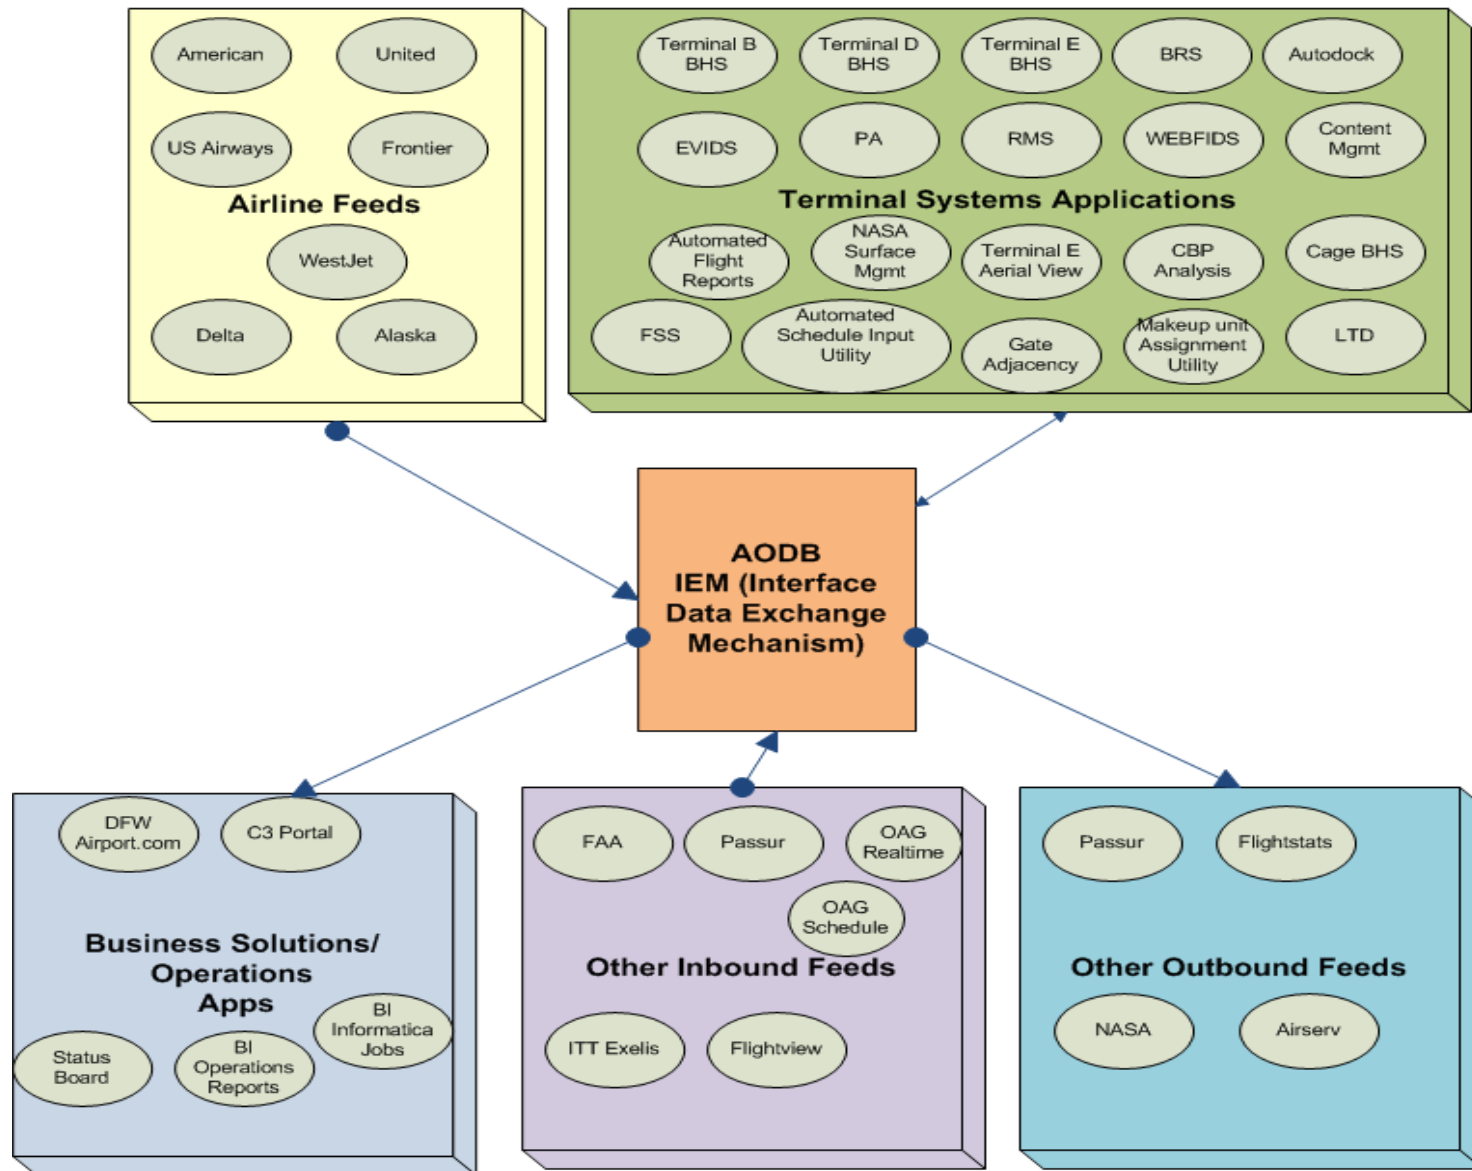 American
United
US Airways
Frontier
Airline Feeds
WestJet
Delta
Alaska
Terminal B
BHS
Terminal D
BHS
Terminal E
BHS
BRS
Autodock
EVIDS
PA
RMS
WEBFIDS
Content
Mgmt
Terminal Systems Applications
Automated
Flight
Reports
NASA
Surface
Mgmt
Terminal E
Aerial View
CBP
Analysis
Cage BHS
FSS
Automated
Schedule Input
Utility
Gate
Adjacency
Makeup unit
Assignment
Utility
LTD
AODB
IEM (Interface
Data Exchange
Mechanism)
DFW
Airport.com
C3 Portal
Business Solutions/
Operations
Apps
BI
Informatica
Jobs
Status
Board
BI
Operations
Reports
FAA
Passur
OAG
Realtime
OAG
Schedule
Other Inbound Feeds
ITT Exelis
Flightview
Passur
Flightstats
Other Outbound Feeds
NASA
Airserv